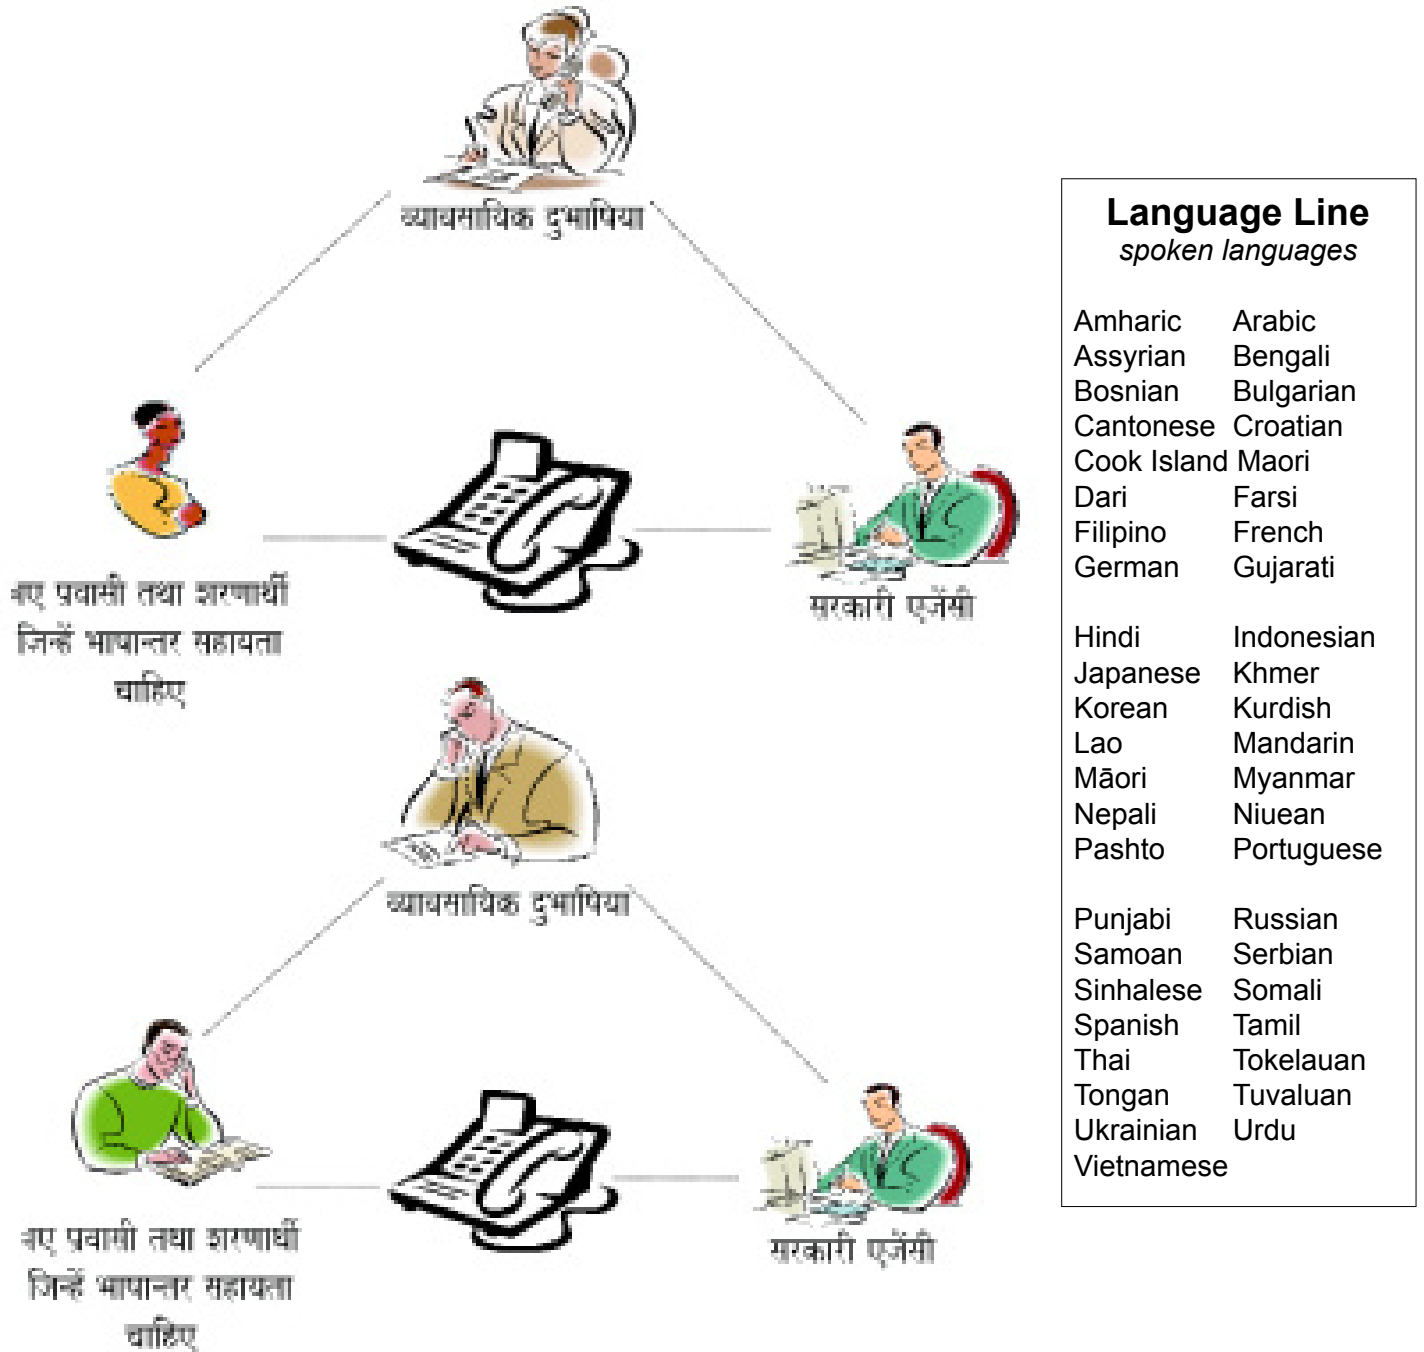 व्यावसायिक दुभाषिया
नए प्रवासी तथा शरणार्थी
जिन्हें भाषान्तर सहायता
चाहिए
सरकारी एजेंसी
व्यावसायिक दुभाषिया
नए प्रवासी तथा शरणार्थी
जिन्हें भाषान्तर सहायता
चाहिए
सरकारी एजेंसी
Language Line
spoken languages
Amharic Arabic
Assyrian Bengali
Bosnian Bulgarian
Cantonese Croatian
Cook Island Maori
Dari Farsi
Filipino French
German Gujarati
Hindi Indonesian
Japanese Khmer
Korean Kurdish
Lao Mandarin
Māori Myanmar
Nepali Niuean
Pashto Portuguese
Punjabi Russian
Samoan Serbian
Sinhalese Somali
Spanish Tamil
Thai Tokelauan
Tongan Tuvaluan
Ukrainian Urdu
Vietnamese